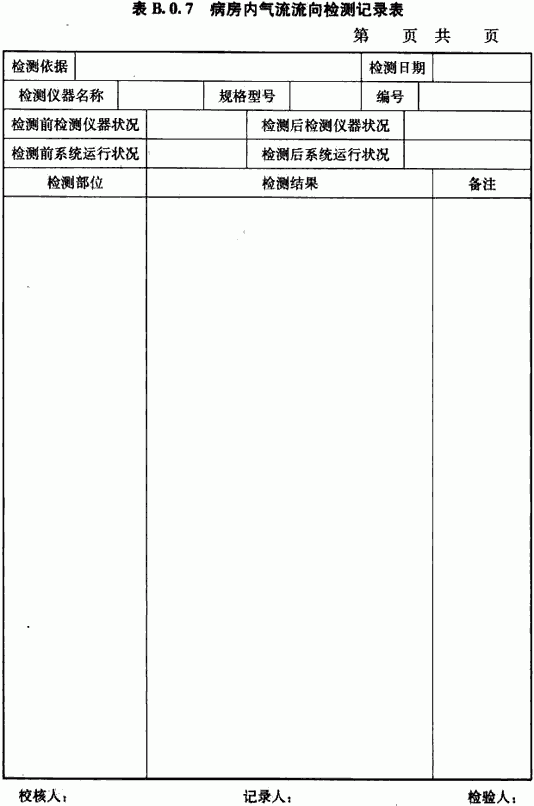 表 B.0.7 病房内气流流向检测记录表
第 页 共 页
检测依据 检测日期
检测仪器名称 规格型号 编号
检测前检测仪器状况 检测后检测仪器状况
检测前系统运行状况 检测后系统运行状况
检测部位 检测结果 备注
校核人： 记录人： 检验人：